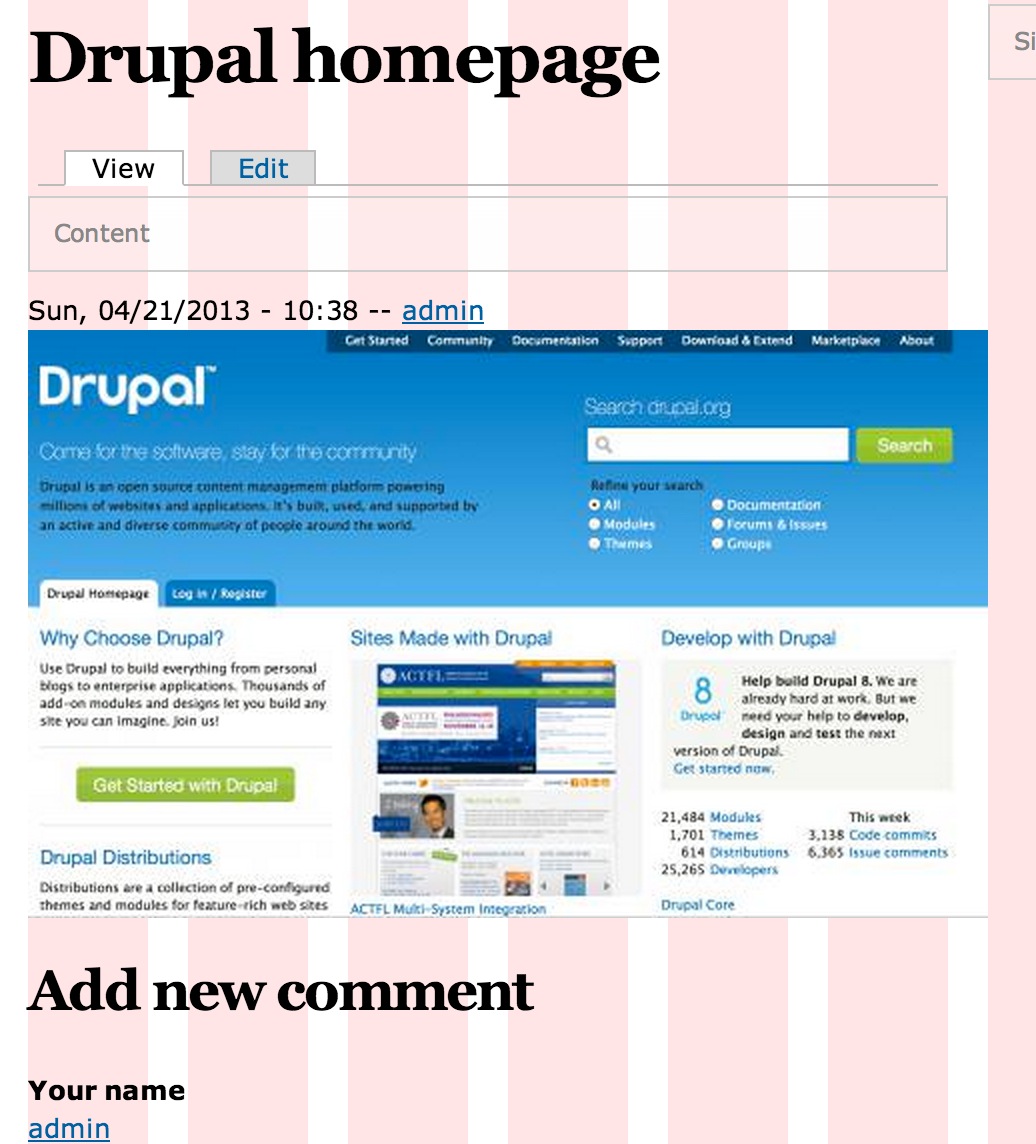 Drupal homepage
Si
View Edit
Content
Sun, 04/21/2013 - 10:38 -- admin
Get Started Community Documentation Support Download & Extend Marketplace About
Drupal™
Search drupal.org
Search
Come for the software, stay for the community
Drupal is an open source content management platform powering
millions of websites and applications. It's built, used, and supported by
an active and diverse community of people around the world.
Refine your search
All Documentation
Modules Forums & Issues
Themes Groups
Drupal Homepage Log in / Register
Why Choose Drupal?
Use Drupal to build everything from personal
blogs to enterprise applications. Thousands of
add-on modules and designs let you build any
site you can imagine. Join us!
Get Started with Drupal
Drupal Distributions
Distributions are a collection of pre-configured
themes and modules for feature-rich web sites
Sites Made with Drupal
ACTFL
ACTFL
ACTFL Multi-System Integration
Develop with Drupal
8
Drupal
Help build Drupal 8. We are
already hard at work. But we
need your help to develop,
design and test the next
version of Drupal.
Get started now.
21,484 Modules
1,701 Themes
614 Distributions
25,265 Developers
This week
3,138 Code commits
6,365 Issue comments
Drupal Core
Add new comment
Your name
admin